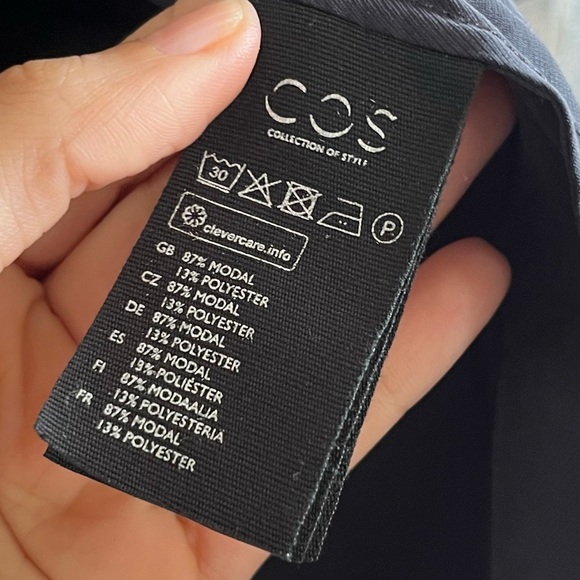 COS
COLLECTION OF STYLE
30 P
clevercare.info
GB 87% MODAL
13% POLYESTER
CZ 87% MODAL
13% POLYESTER
DE 87% MODAL
13% POLYESTER
ES 87% MODAL
13% POLIÉSTER
FI 87% MODAALIA
13% POLYESTERIA
FR 87% MODAL
13% POLYESTER